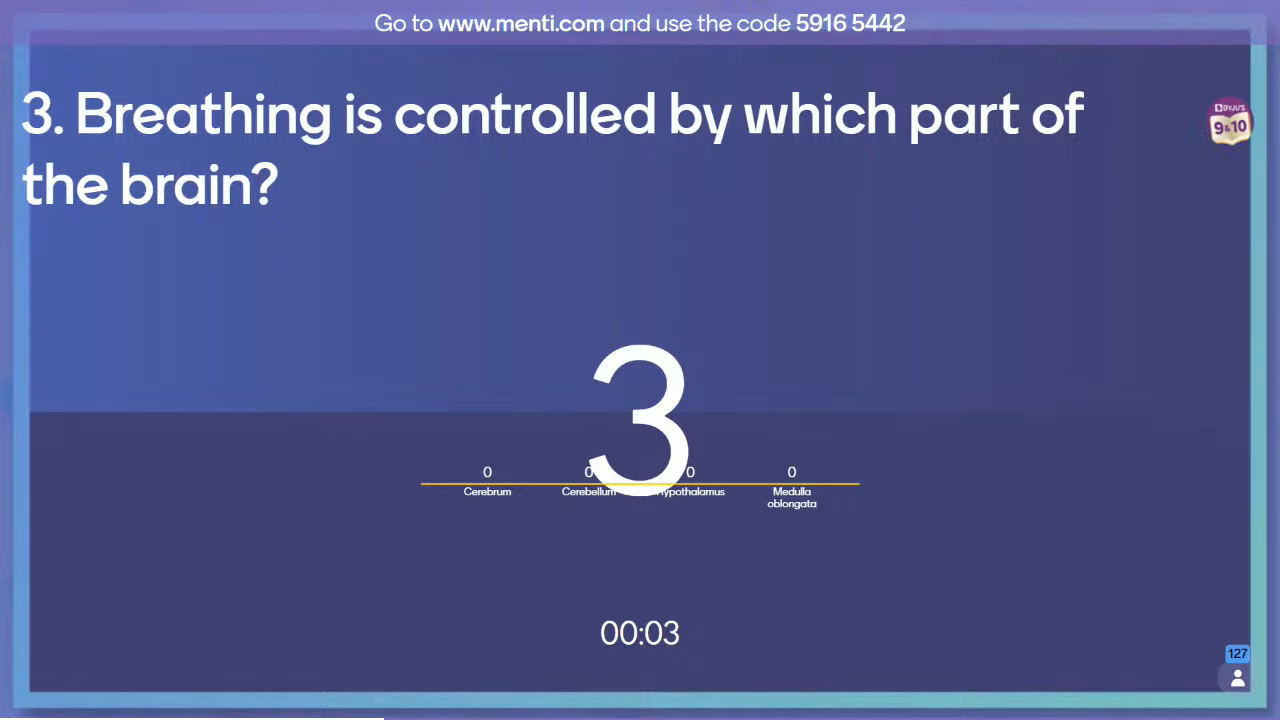 Go to www.menti.com and use the code 5916 5442
3. Breathing is controlled by which part of
the brain?
BYJU'S
9&10
3
0 0 0 0
Cerebrum Cerebellum Hypothalamus Medulla
oblongata
00:03
127